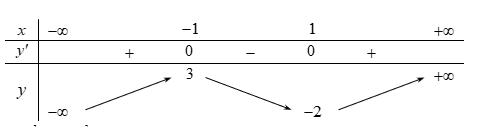 x −∞ −1 1 +∞
y' + 0 − 0 +
3 +∞
y
−∞ −2